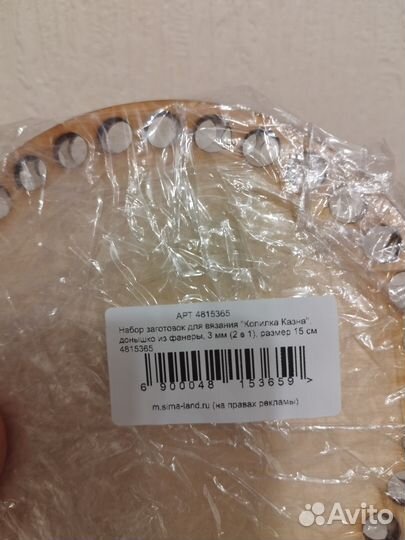 АРТ 4815365
Набор заготовок для вязания "Копилка Казна",
донышко из фанеры, 3 мм (2 в 1), размер 15 см
4815365
6 900048 153659 >
m.sima-land.ru (на правах рекламы)
Avito